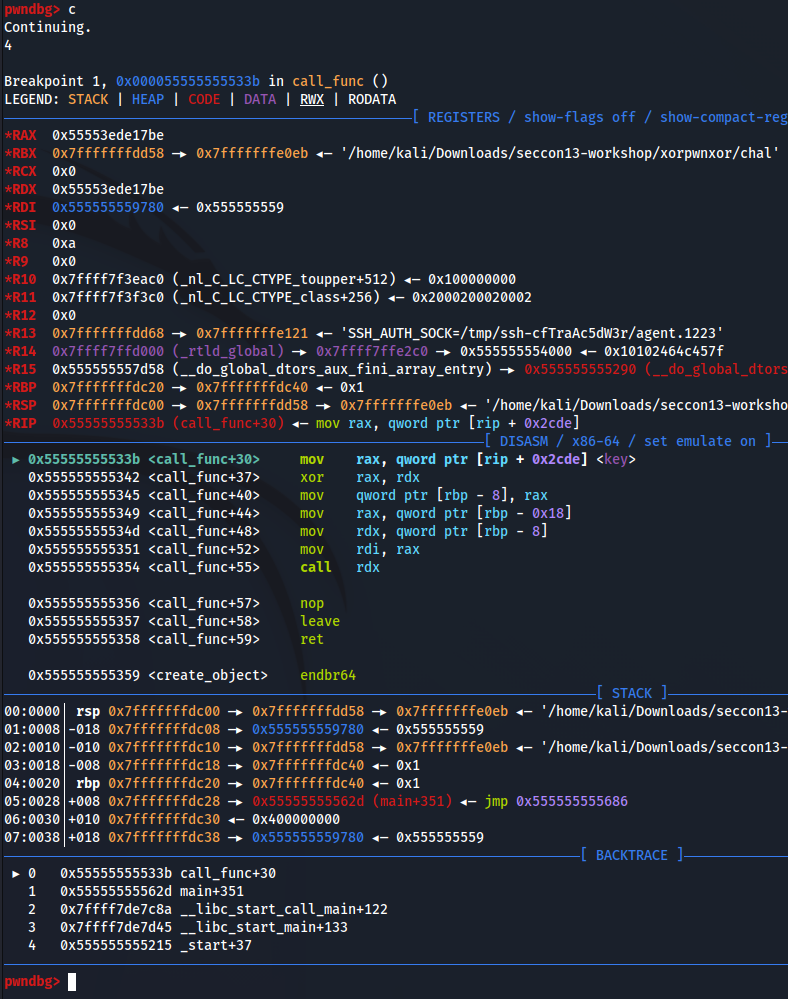 pwndbg> c
Continuing.
4
Breakpoint 1, 0x000055555555533b in call_func ()
LEGEND: STACK | HEAP | CODE | DATA | RWX | RODATA
[ REGISTERS / show-flags off / show-compact-reg
*RAX  0x55553ede17be
*RBX  0x7fffffffdd58 —▸ 0x7fffffffe0eb ◂— '/home/kali/Downloads/seccon13-workshop/xorpwnxor/chal'
*RCX  0x0
*RDX  0x55553ede17be
*RDI  0x555555559780 ◂— 0x555555559
*RSI  0x0
*R8   0xa
*R9   0x0
*R10  0x7ffff7f3eac0 (_nl_C_LC_CTYPE_toupper+512) ◂— 0x100000000
*R11  0x7ffff7f3f3c0 (_nl_C_LC_CTYPE_class+256) ◂— 0x2000200020002
*R12  0x0
*R13  0x7fffffffdd68 —▸ 0x7fffffffe121 ◂— 'SSH_AUTH_SOCK=/tmp/ssh-cfTraAc5dW3r/agent.1223'
*R14  0x7ffff7ffd000 (_rtld_global) —▸ 0x7ffff7ffe2c0 —▸ 0x555555554000 ◂— 0x10102464c457f
*R15  0x555555557d58 (__do_global_dtors_aux_fini_array_entry) —▸ 0x555555555290 (__do_global_dtors
*RBP  0x7fffffffdc20 —▸ 0x7fffffffdc40 ◂— 0x1
*RSP  0x7fffffffdc00 —▸ 0x7fffffffdd58 —▸ 0x7fffffffe0eb ◂— '/home/kali/Downloads/seccon13-worksho
*RIP  0x55555555533b (call_func+30) ◂— mov rax, qword ptr [rip + 0x2cde]
[ DISASM / x86-64 / set emulate on ]
► 0x55555555533b <call_func+30>     mov    rax, qword ptr [rip + 0x2cde] <key>
0x555555555342 <call_func+37>     xor    rax, rdx
0x555555555345 <call_func+40>     mov    qword ptr [rbp - 8], rax
0x555555555349 <call_func+44>     mov    rax, qword ptr [rbp - 0x18]
0x55555555534d <call_func+48>     mov    rdx, qword ptr [rbp - 8]
0x555555555351 <call_func+52>     mov    rdi, rax
0x555555555354 <call_func+55>     call   rdx
0x555555555356 <call_func+57>     nop
0x555555555357 <call_func+58>     leave
0x555555555358 <call_func+59>     ret
0x555555555359 <create_object>    endbr64
[ STACK ]
00:0000│ rsp 0x7fffffffdc00 —▸ 0x7fffffffdd58 —▸ 0x7fffffffe0eb ◂— '/home/kali/Downloads/seccon13-
01:0008│-018 0x7fffffffdc08 —▸ 0x555555559780 ◂— 0x555555559
02:0010│-010 0x7fffffffdc10 —▸ 0x7fffffffdd58 —▸ 0x7fffffffe0eb ◂— '/home/kali/Downloads/seccon13-
03:0018│-008 0x7fffffffdc18 —▸ 0x7fffffffdc40 ◂— 0x1
04:0020│ rbp 0x7fffffffdc20 —▸ 0x7fffffffdc40 ◂— 0x1
05:0028│+008 0x7fffffffdc28 —▸ 0x55555555562d (main+351) ◂— jmp 0x555555555686
06:0030│+010 0x7fffffffdc30 ◂— 0x400000000
07:0038│+018 0x7fffffffdc38 —▸ 0x555555559780 ◂— 0x555555559
[ BACKTRACE ]
► 0   0x55555555533b call_func+30
1   0x55555555562d main+351
2   0x7ffff7de7c8a __libc_start_call_main+122
3   0x7ffff7de7d45 __libc_start_main+133
4   0x555555555215 _start+37
pwndbg>